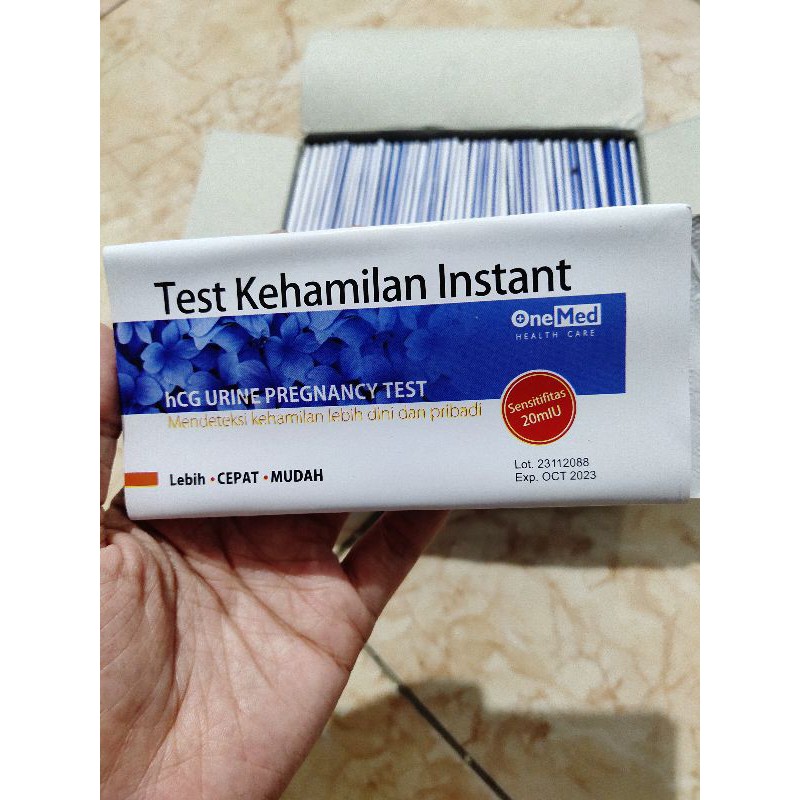 Test Kehamilan Instant
OneMed
HEALTH CARE
hCG URINE PREGNANCY TEST
Mendeteksi kehamilan lebih dini dan pribadi
Sensitifitas
20mIU
Lebih • CEPAT • MUDAH
Lot. 23112088
Exp. OCT 2023